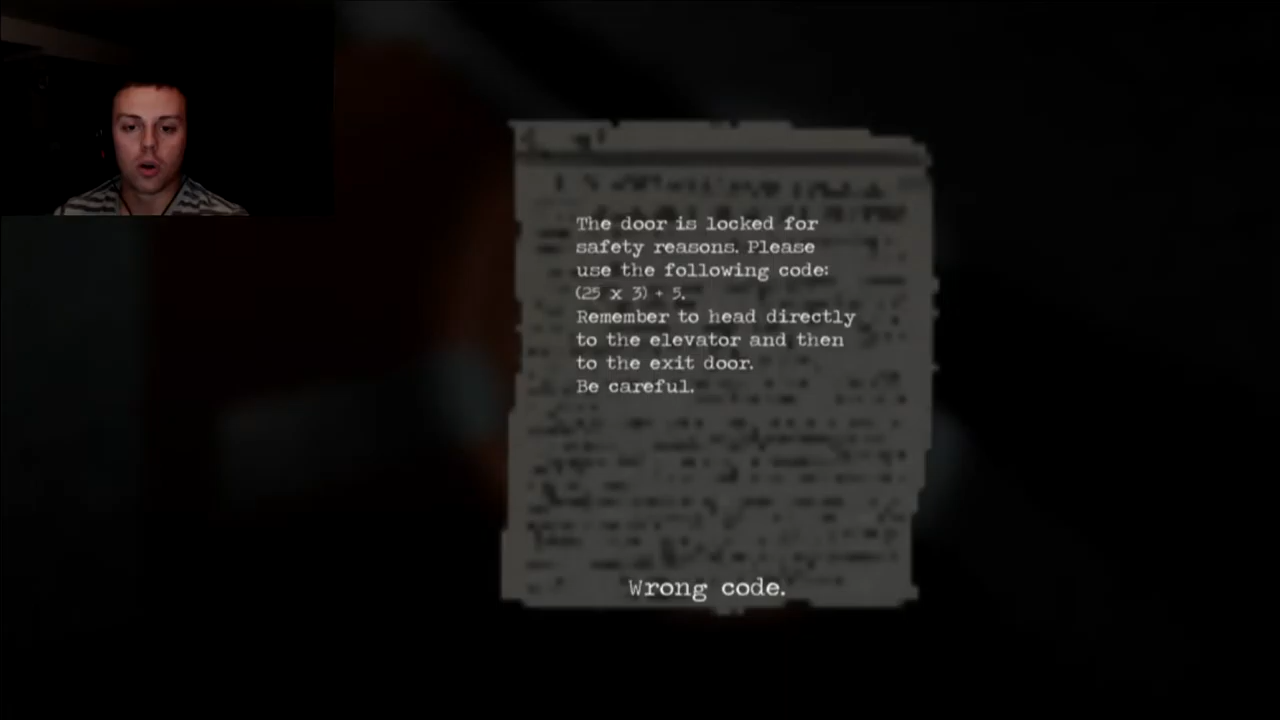 The door is locked for
safety reasons. Please
use the following code:
(25 x 3) + 5.
Remember to head directly
to the elevator and then
to the exit door.
Be careful.
Wrong code.